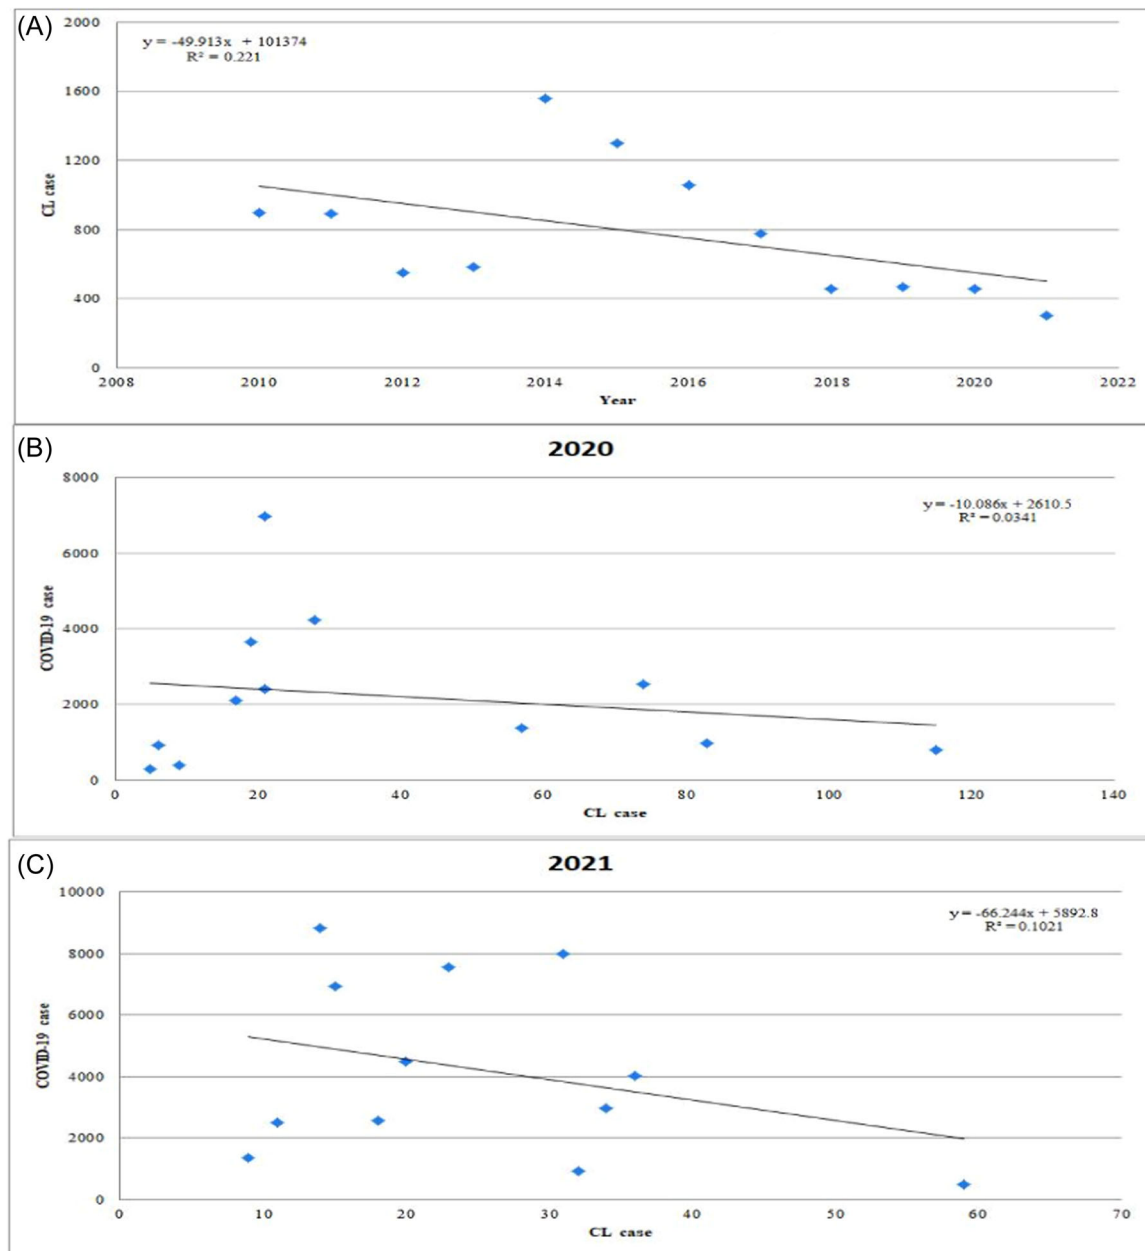 (A)
2000
y = -49.913x + 101374
R² = 0.221
1600
1200
CL case
800
400
0
2008 2010 2012 2014 2016 2018 2020 2022
Year
(B)
2020
8000
y = -10.086x + 2610.5
R² = 0.0341
6000
COVID-19 case
4000
2000
0
0 20 40 60 80 100 120 140
CL case
(C)
2021
10000
y = -66.244x + 5892.8
R² = 0.1021
8000
6000
COVID-19 case
4000
2000
0
0 10 20 30 40 50 60 70
CL case